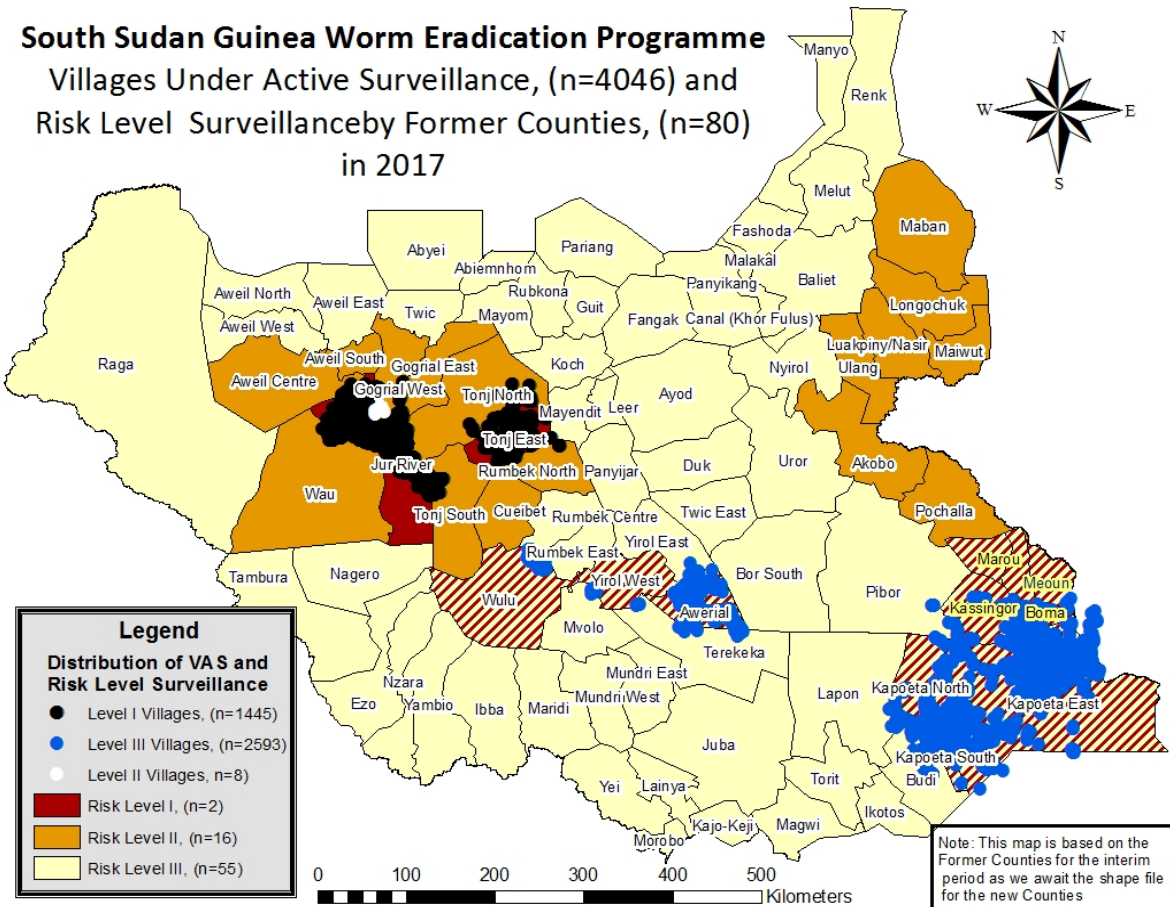 South Sudan Guinea Worm Eradication Programme
Villages Under Active Surveillance, (n=4046) and
Risk Level Surveillanceby Former Counties, (n=80)
in 2017
N
W
E
S
Manyo
Renk
Melut
Maban
Fashoda
Malakâl
Abyei
Pariang
Abiemnhom
Panyikang
Baliet
Aweil North
Aweil East
Rubkona
Guit
Longochuk
Twic
Mayom
Fangak
Canal (Khor Fulus)
Aweil West
Luakpiny/Nasir
Maiwut
Raga
Aweil South
Gogrial East
Koch
Nyirol
Ulang
Aweil Centre
Gogrial West
Tonj North
Mayendit
Leer
Ayod
Tonj East
Jur River
Rumbek North
Panyijar
Duk
Uror
Akobo
Wau
Tonj South
Cueibet
Rumbek Centre
Twic East
Pochalla
Rumbek East
Yirol East
Marou
Tambura
Nagero
Wulu
Yirol West
Bor South
Meoun
Awerial
Pibor
Kassingor
Boma
Mvolo
Terekeka
Nzara
Mundri East
Kapoeta North
Ezo
Yambio
Ibba
Maridi
Mundri West
Lapon
Kapoeta East
Juba
Kapoeta South
Yei
Lainya
Torit
Budi
Ikotos
Morobo
Kajo-Keji
Magwi
Legend
Distribution of VAS and
Risk Level Surveillance
Level I Villages, (n=1445)
Level III Villages, (n=2593)
Level II Villages, n=8)
Risk Level I, (n=2)
Risk Level II, (n=16)
Risk Level III, (n=55)
0 100 200 300 400 500
Kilometers
Note: This map is based on the
Former Counties for the interim
period as we await the shape file
for the new Counties